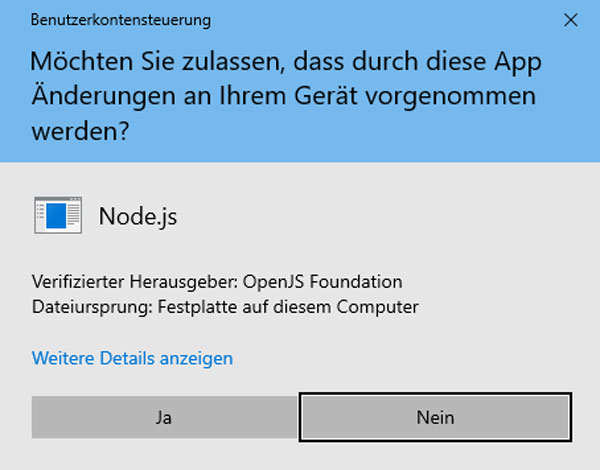 Benutzerkontensteuerung
Möchten Sie zulassen, dass durch diese App
Änderungen an Ihrem Gerät vorgenommen
werden?
Node.js
Verifizierter Herausgeber: OpenJS Foundation
Dateiursprung: Festplatte auf diesem Computer
Weitere Details anzeigen
Ja
Nein